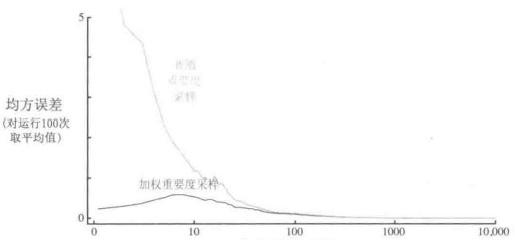 5
普通
重要度
采样
均方误差
(对运行100次
取平均值)
加权重要度采样
0
0
10
100
1000
10,000